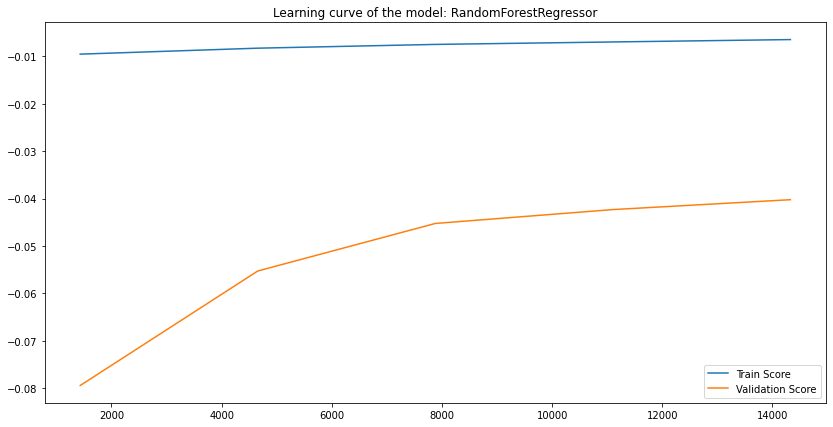 Learning curve of the model: RandomForestRegressor
−0.01
−0.02
−0.03
−0.04
−0.05
−0.06
−0.07
−0.08
2000 4000 6000 8000 10000 12000 14000
Train Score
Validation Score